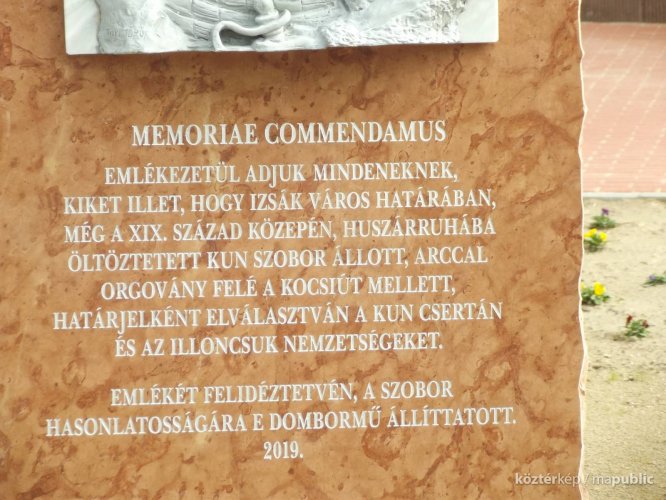 MEMORIAE COMMENDAMUS
EMLÉKEZETÜL ADJUK MINDENEKNEK,
KIKET ILLET, HOGY IZSÁK VÁROS HATÁRÁBAN,
MÉG A XIX. SZÁZAD KÖZEPÉN, HUSZÁRRUHÁBA
ÖLTÖZTETETT KUN SZOBOR ÁLLOTT, ARCCAL
ORGOVÁNY FELÉ A KOCSIÚT MELLETT,
HATÁRJELKÉNT ELVÁLASZTVÁN A KUN CSERTÁN
ÉS AZ ILLONCSUK NEMZETSÉGEKET.
EMLÉKÉT FELIDÉZTETVÉN, A SZOBOR
HASONLATOSSÁGÁRA E DOMBORMŰ ÁLLÍTTATOTT.
2019.
köztérkép / mapublic